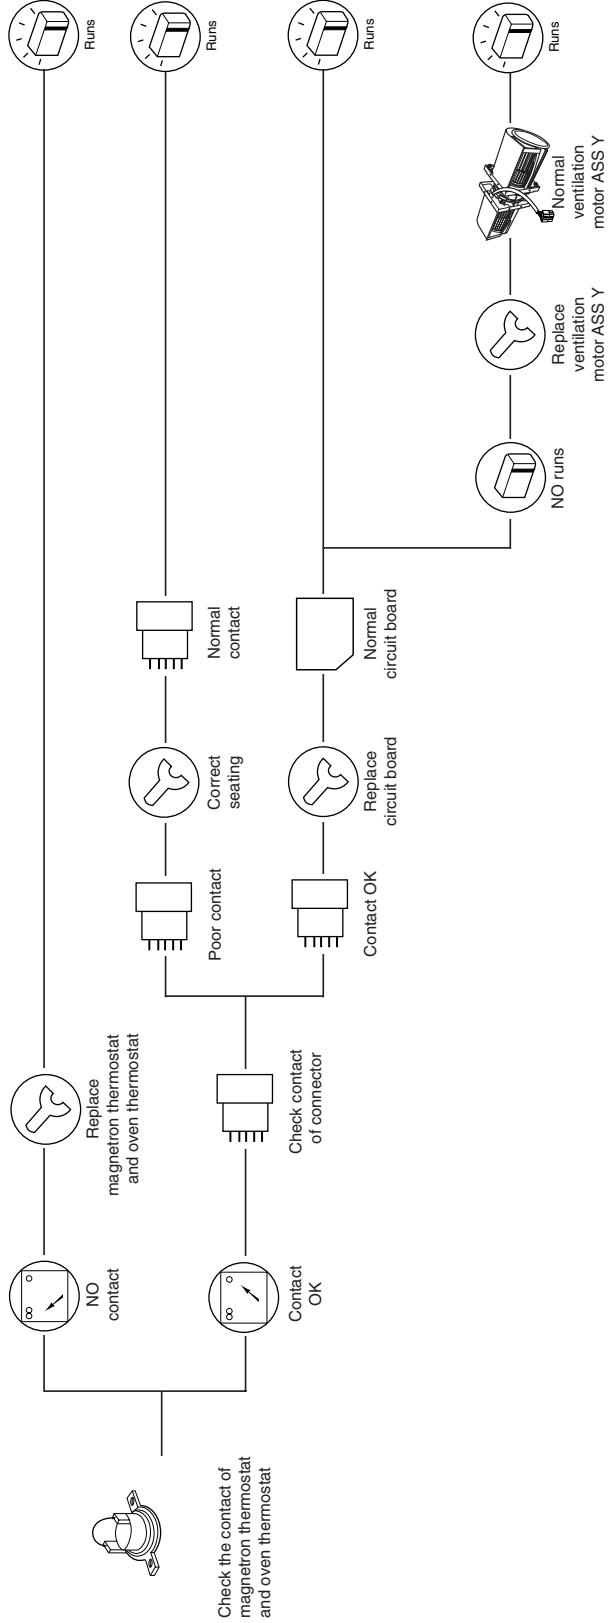 Check the contact of
magnetron thermostat
and oven thermostat
NO
contact
Replace
magnetron thermostat
and oven thermostat
Runs
Contact
OK
Check contact
of connector
Poor contact
Correct
seating
Normal
contact
Runs
Contact OK
Replace
circuit board
Normal
circuit board
Runs
NO runs
Replace
ventilation
motor ASS Y
Normal
ventilation
motor ASS Y
Runs